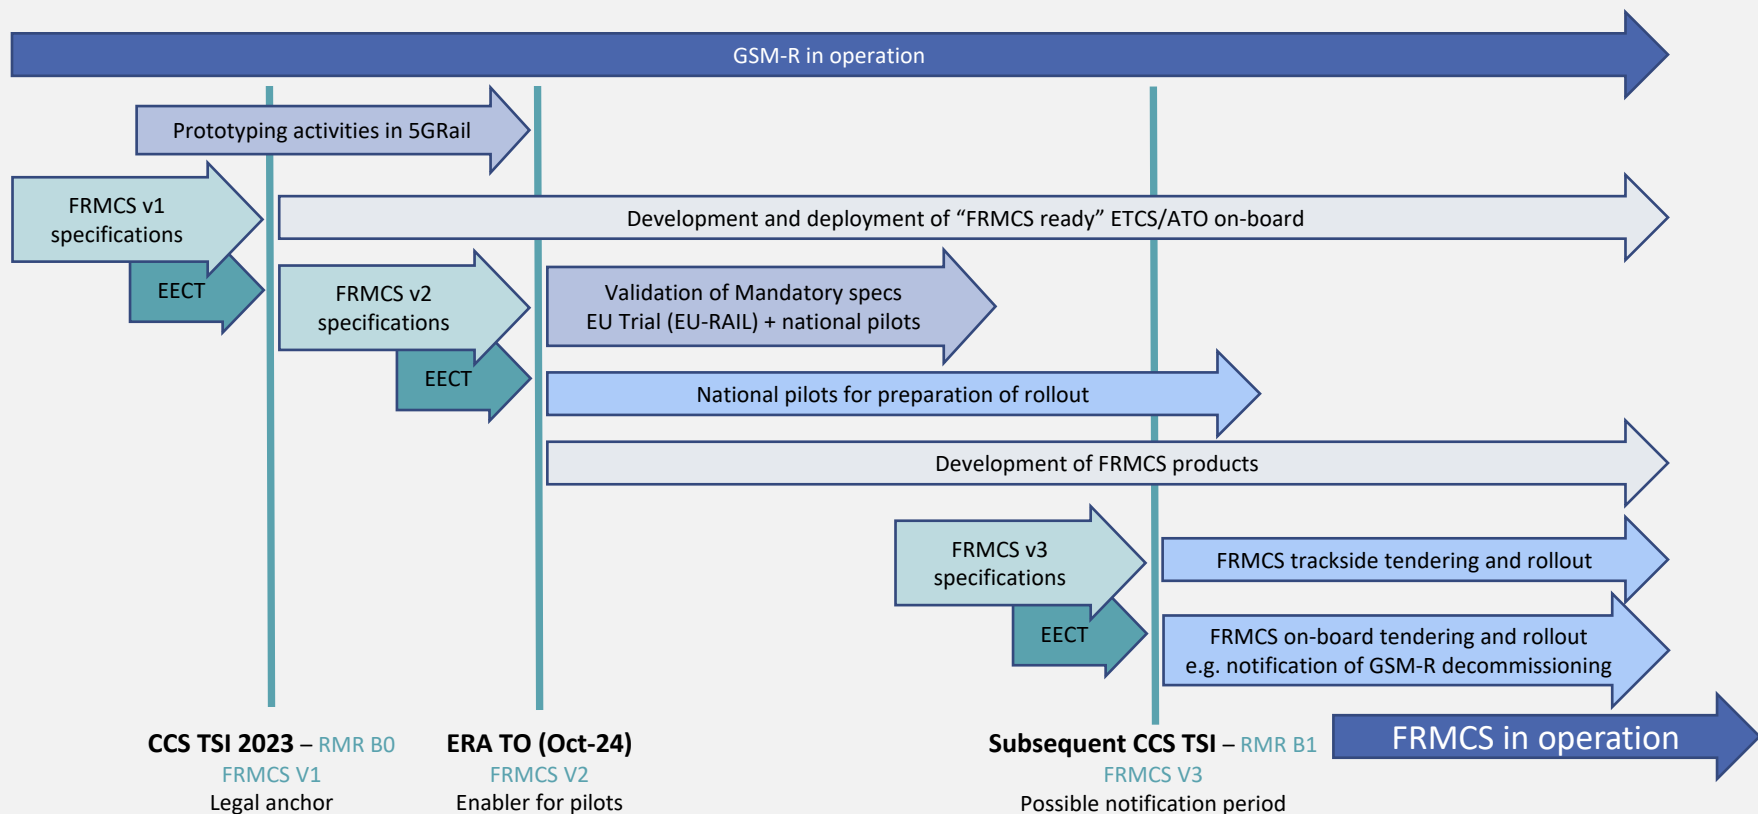 GSM-R in operation
Prototyping activities in 5GRail
FRMCS v1
specifications
Development and deployment of “FRMCS ready” ETCS/ATO on-board
EECT
FRMCS v2
specifications
Validation of Mandatory specs
EU Trial (EU-RAIL) + national pilots
EECT
National pilots for preparation of rollout
Development of FRMCS products
FRMCS v3
specifications
FRMCS trackside tendering and rollout
EECT
FRMCS on-board tendering and rollout
e.g. notification of GSM-R decommissioning
FRMCS in operation
CCS TSI 2023 – RMR B0
FRMCS V1
Legal anchor
ERA TO (Oct-24)
FRMCS V2
Enabler for pilots
Subsequent CCS TSI – RMR B1
FRMCS V3
Possible notification period